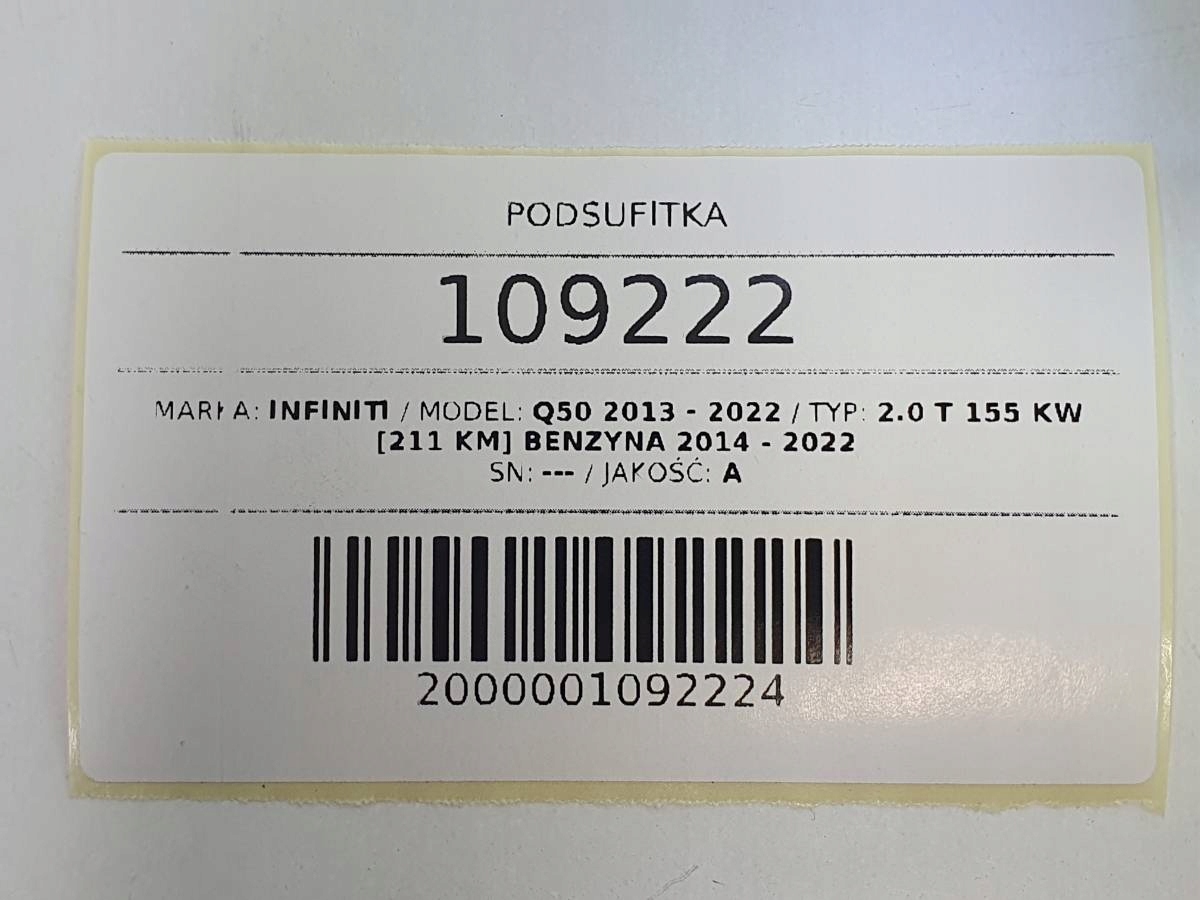 PODSUFITKA
109222
MARKA: INFINITI / MODEL: Q50 2013 - 2022 / TYP: 2.0 T 155 KW
[211 KM] BENZYNA 2014 - 2022
SN: --- / JAKOŚĆ: A
2000001092224